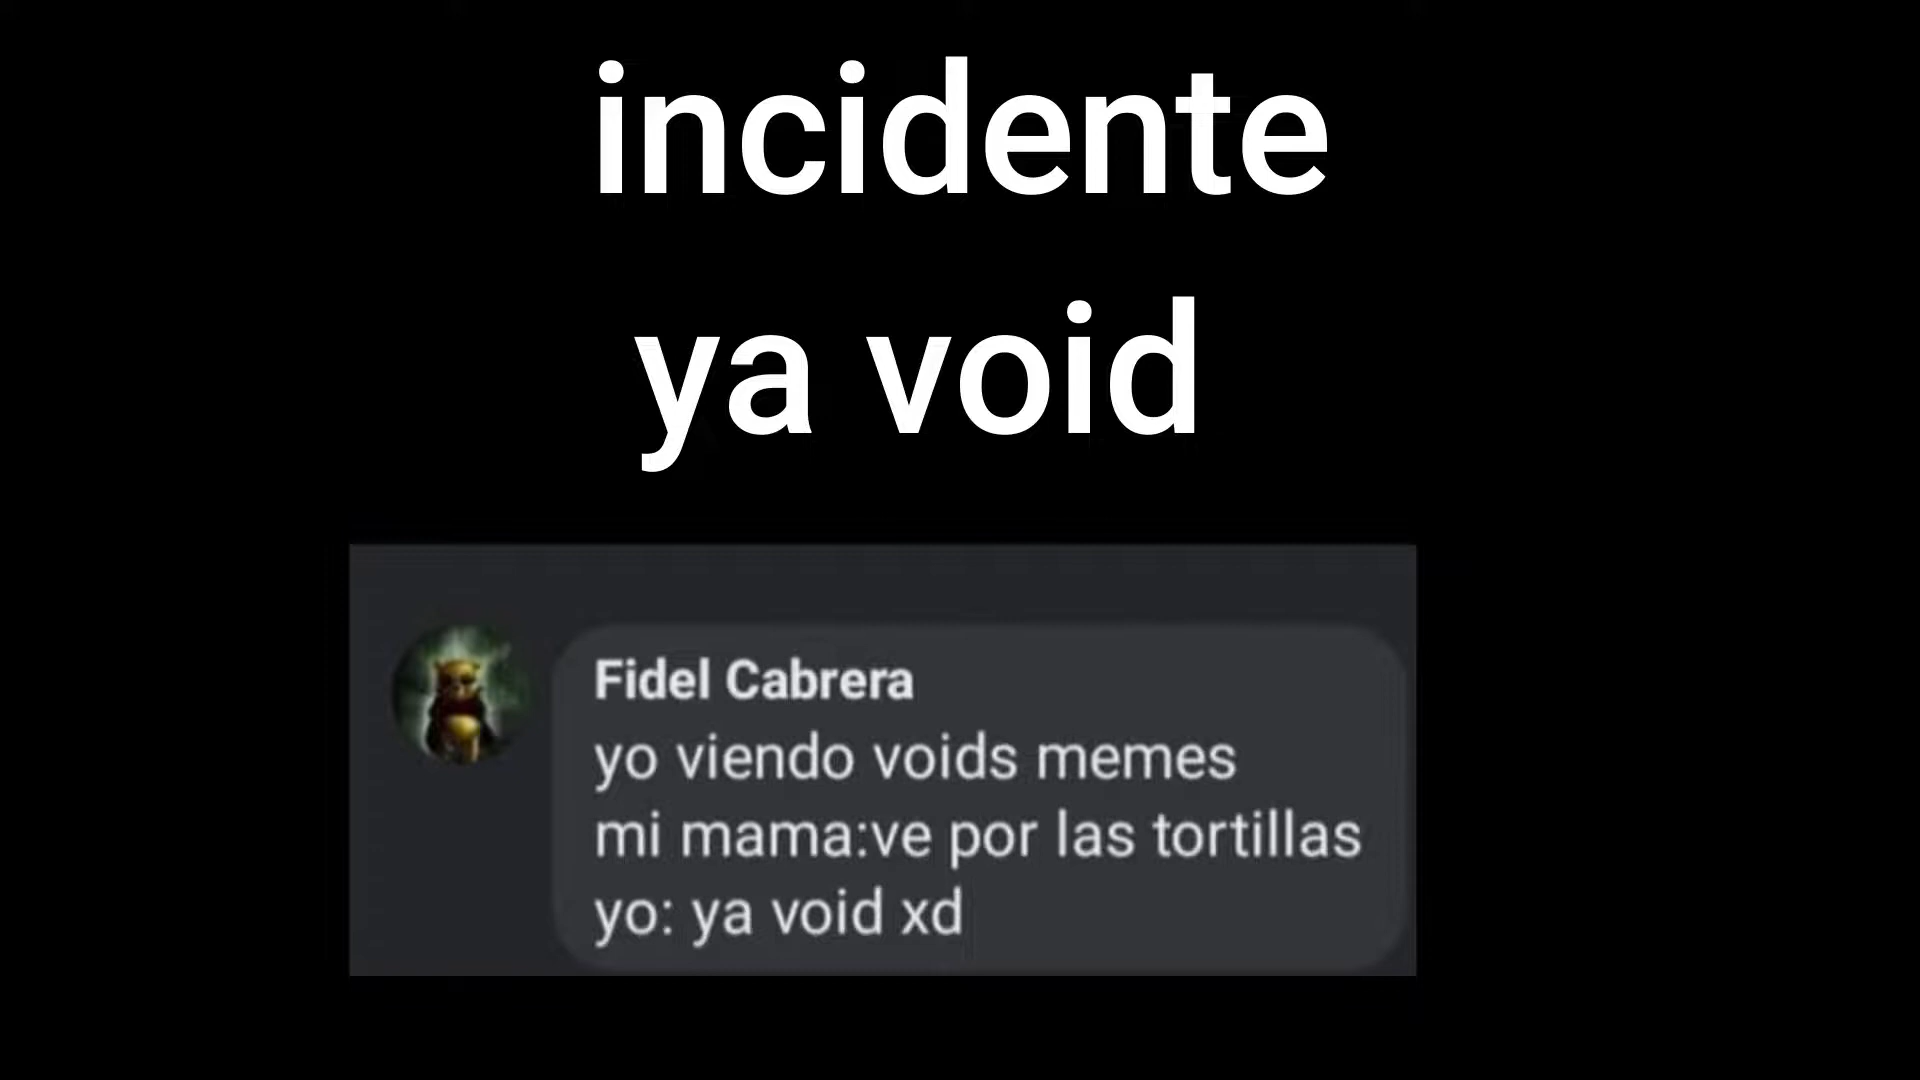 incidente
ya void
Fidel Cabrera
yo viendo voids memes
mi mama:ve por las tortillas
yo: ya void xd